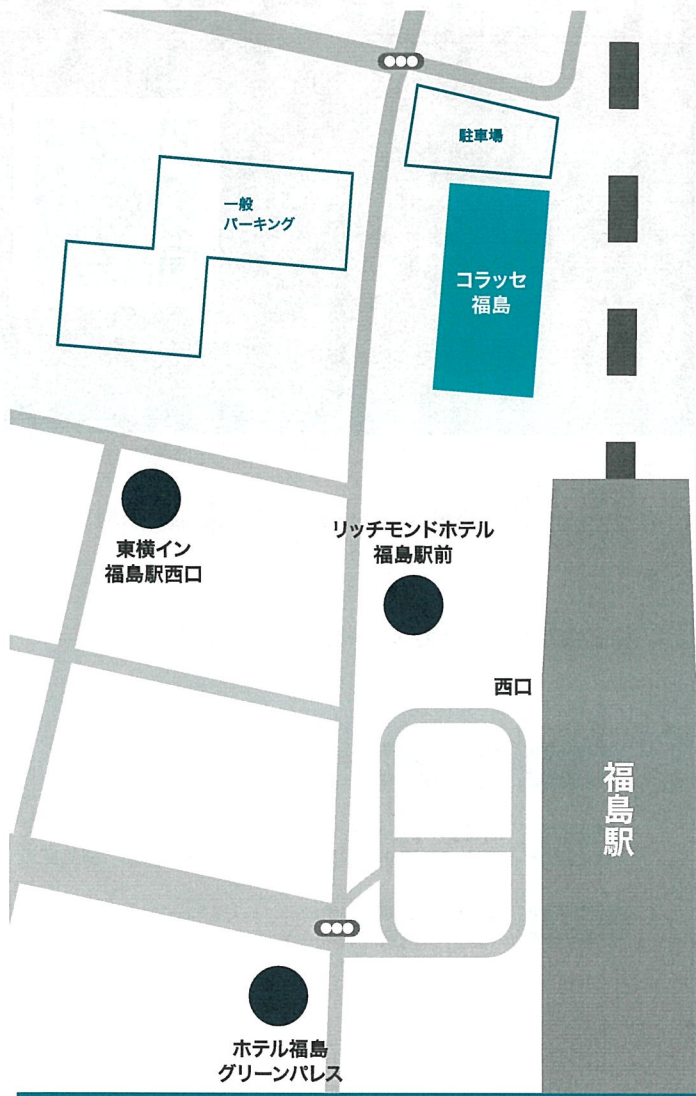 駐車場
一般
パーキング
コラッセ
福島
東横イン
福島駅西口
リッチモンドホテル
福島駅前
西口
福島駅
ホテル福島
グリーンパレス